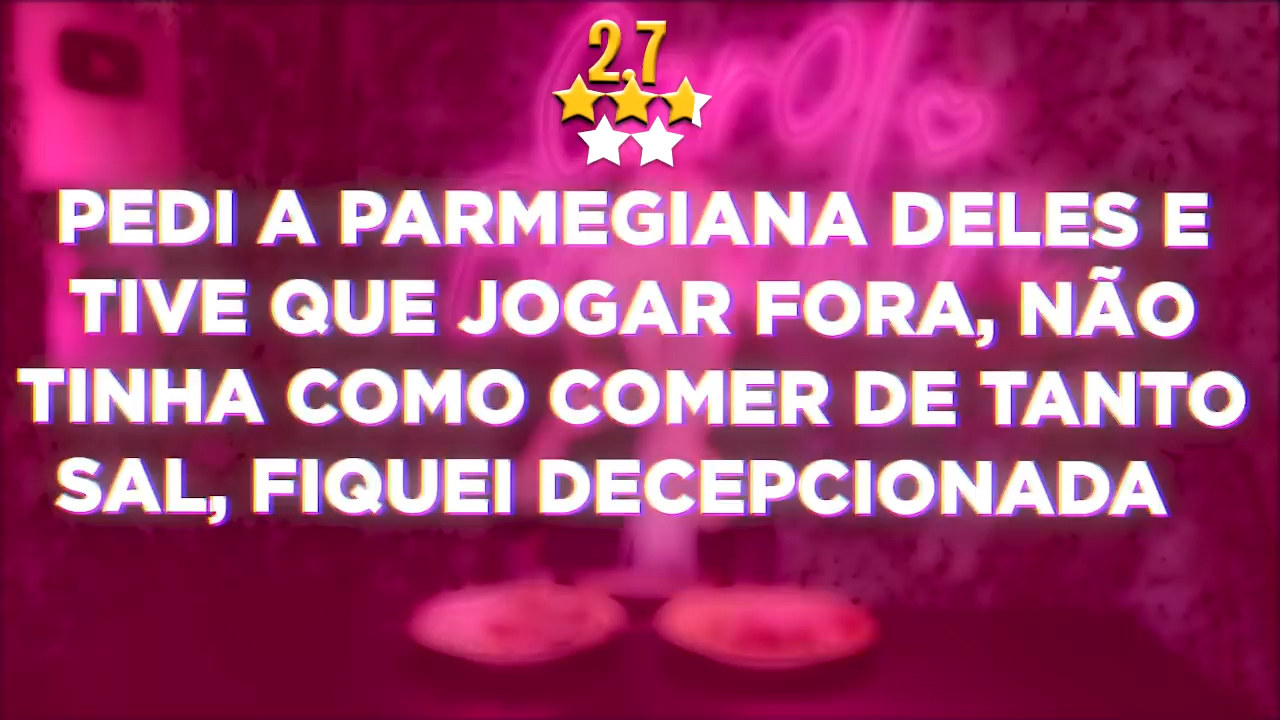 2,7
PEDI A PARMEGIANA DELES E
TIVE QUE JOGAR FORA, NÃO
TINHA COMO COMER DE TANTO
SAL, FIQUEI DECEPCIONADA